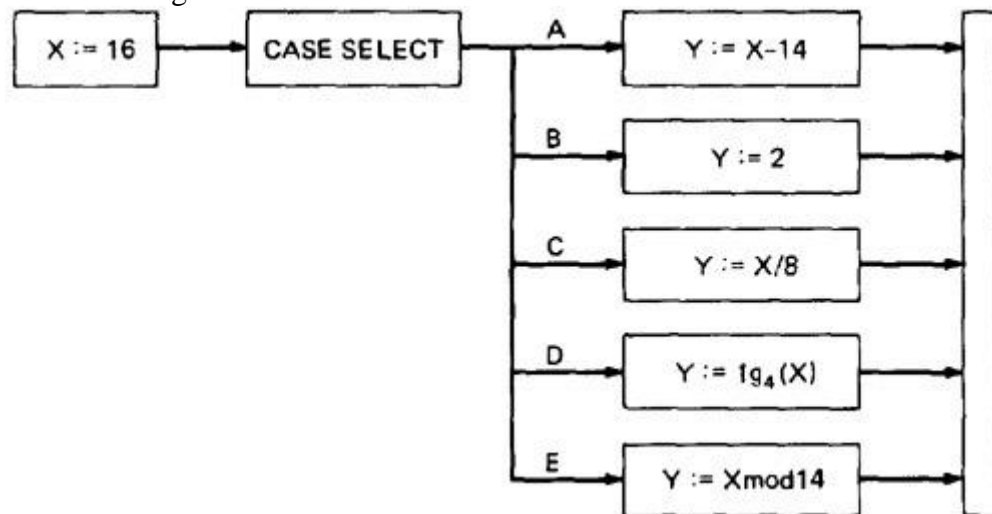 X := 16
CASE SELECT
A
Y := X-14
B
Y := 2
C
Y := X/8
D
Y := lg₄(X)
E
Y := Xmod14